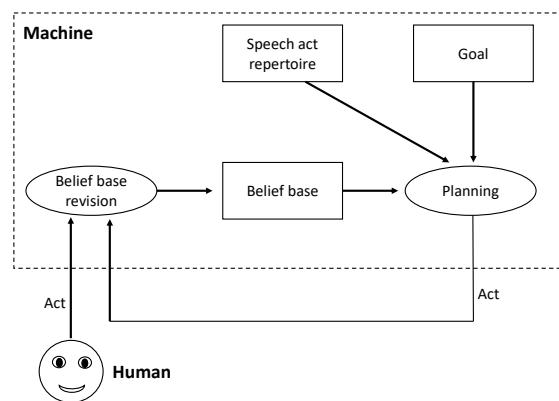 Machine
Speech act
repertoire
Goal
Belief base
revision
Belief base
Planning
Act
Act
Human